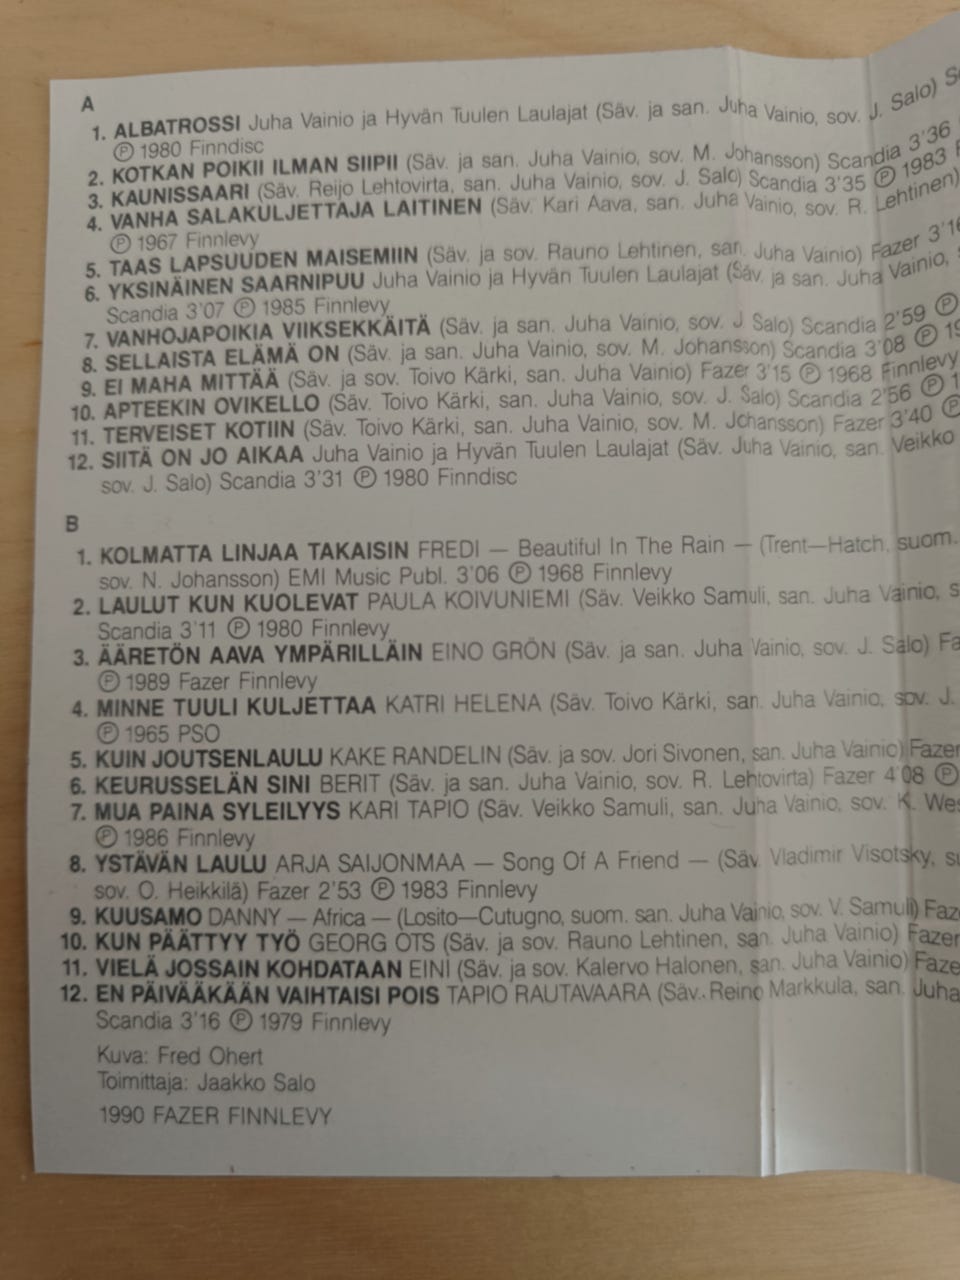 A
1. ALBATROSSI Juha Vainio ja Hyvän Tuulen Laulajat (Säv. ja san. Juha Vainio, sov. J. Salo)
Ⓟ 1980 Finndisc
2. KOTKAN POIKII ILMAN SIIPII (Säv. ja san. Juha Vainio, sov. M. Johansson) Scandia 3'36
3. KAUNISSAARI (Säv. Reijo Lehtovirta, san. Juha Vainio, sov. J. Salo) Scandia 3'35 Ⓟ 1983
4. VANHA SALAKULJETTAJA LAITINEN (Säv. Kari Aava, san. Juha Vainio, sov. R. Lehtinen)
Ⓟ 1967 Finnlevy
5. TAAS LAPSUUDEN MAISEMIIN (Säv. ja sov. Rauno Lehtinen, san. Juha Vainio) Fazer 3'16
6. YKSINÄINEN SAARNIPUU Juha Vainio ja Hyvän Tuulen Laulajat (Säv. ja san. Juha Vainio,
Scandia 3'07 Ⓟ 1985 Finnlevy
7. VANHOJAPOIKIA VIIKSEKKÄITÄ (Säv. ja san. Juha Vainio, sov. J Salo) Scandia 2'59 Ⓟ
8. SELLAISTA ELÄMÄ ON (Säv. ja san. Juha Vainio, sov. M. Johansson) Scandia 3'08 Ⓟ
9. EI MAHA MITTÄÄ (Säv. ja sov. Toivo Kärki, san. Juha Vainio) Fazer 3'15 Ⓟ 1968 Finnlevy
10. APTEEKIN OVIKELLO (Säv. Toivo Kärki, san. Juha Vainio, sov. J. Salo) Scandia 2'56 Ⓟ
11. TERVEISET KOTIIN (Säv. Toivo Kärki, san. Juha Vainio, sov. M. Johansson) Fazer 3'40 Ⓟ
12. SIITÄ ON JO AIKAA Juha Vainio ja Hyvän Tuulen Laulajat (Säv. Juha Vainio, san. Veikko
sov. J. Salo) Scandia 3'31 Ⓟ 1980 Finndisc
B
1. KOLMATTA LINJAA TAKAISIN FREDI — Beautiful In The Rain — (Trent—Hatch, suom.
sov. N. Johansson) EMI Music Publ. 3'06 Ⓟ 1968 Finnlevy
2. LAULUT KUN KUOLEVAT PAULA KOIVUNIEMI (Säv. Veikko Samuli, san. Juha Vainio,
Scandia 3'11 Ⓟ 1980 Finnlevy
3. ÄÄRETÖN AAVA YMPÄRILLÄIN EINO GRÖN (Säv. ja san. Juha Vainio, sov. J. Salo)
Ⓟ 1989 Fazer Finnlevy
4. MINNE TUULI KULJETTAA KATRI HELENA (Säv. Toivo Kärki, san. Juha Vainio, sov. J.
Ⓟ 1965 PSO
5. KUIN JOUTSENLAULU KAKE RANDELIN (Säv. ja sov. Jori Sivonen, san. Juha Vainio) Fazer
6. KEURUSSELÄN SINI BERIT (Säv. ja san. Juha Vainio, sov. R. Lehtovirta) Fazer 4'08 Ⓟ
7. MUA PAINA SYLEILYYS KARI TAPIO (Säv. Veikko Samuli, san. Juha Vainio, sov. K.
Ⓟ 1986 Finnlevy
8. YSTÄVÄN LAULU ARJA SAIJONMAA — Song Of A Friend — (Säv. Vladimir Visotsky,
sov. O. Heikkilä) Fazer 2'53 Ⓟ 1983 Finnlevy
9. KUUSAMO DANNY — Africa — (Losito—Cutugno, suom. san. Juha Vainio, sov. V. Samuli)
10. KUN PÄÄTTYY TYÖ GEORG OTS (Säv. ja sov. Rauno Lehtinen, san. Juha Vainio) Fazer
11. VIELÄ JOSSAIN KOHDATAAN EINI (Säv. ja sov. Kalervo Halonen, san. Juha Vainio)
12. EN PÄIVÄÄKÄÄN VAIHTAISI POIS TAPIO RAUTAVAARA (Säv. Reino Markkula, san. Juha
Scandia 3'16 Ⓟ 1979 Finnlevy
Kuva: Fred Ohert
Toimittaja: Jaakko Salo
1990 FAZER FINNLEVY